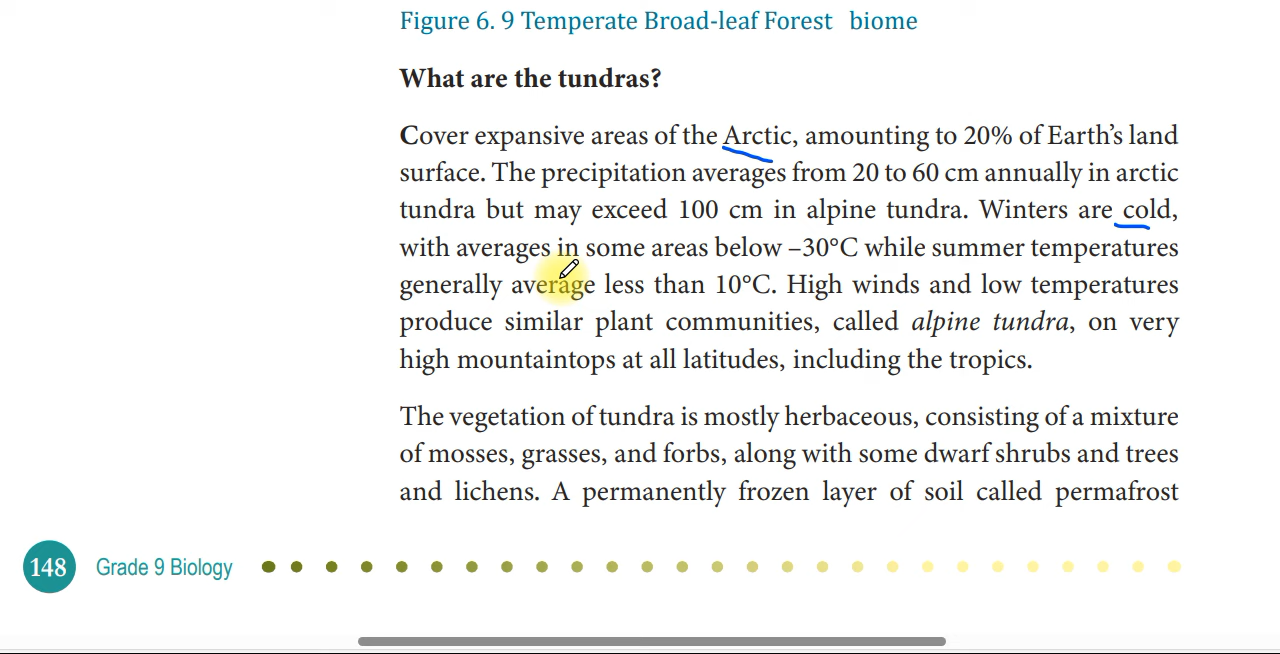 Figure 6. 9 Temperate Broad-leaf Forest biome
What are the tundras?
Cover expansive areas of the Arctic, amounting to 20% of Earth’s land
surface. The precipitation averages from 20 to 60 cm annually in arctic
tundra but may exceed 100 cm in alpine tundra. Winters are cold,
with averages in some areas below –30°C while summer temperatures
generally average less than 10°C. High winds and low temperatures
produce similar plant communities, called alpine tundra, on very
high mountaintops at all latitudes, including the tropics.
The vegetation of tundra is mostly herbaceous, consisting of a mixture
of mosses, grasses, and forbs, along with some dwarf shrubs and trees
and lichens. A permanently frozen layer of soil called permafrost
148 Grade 9 Biology